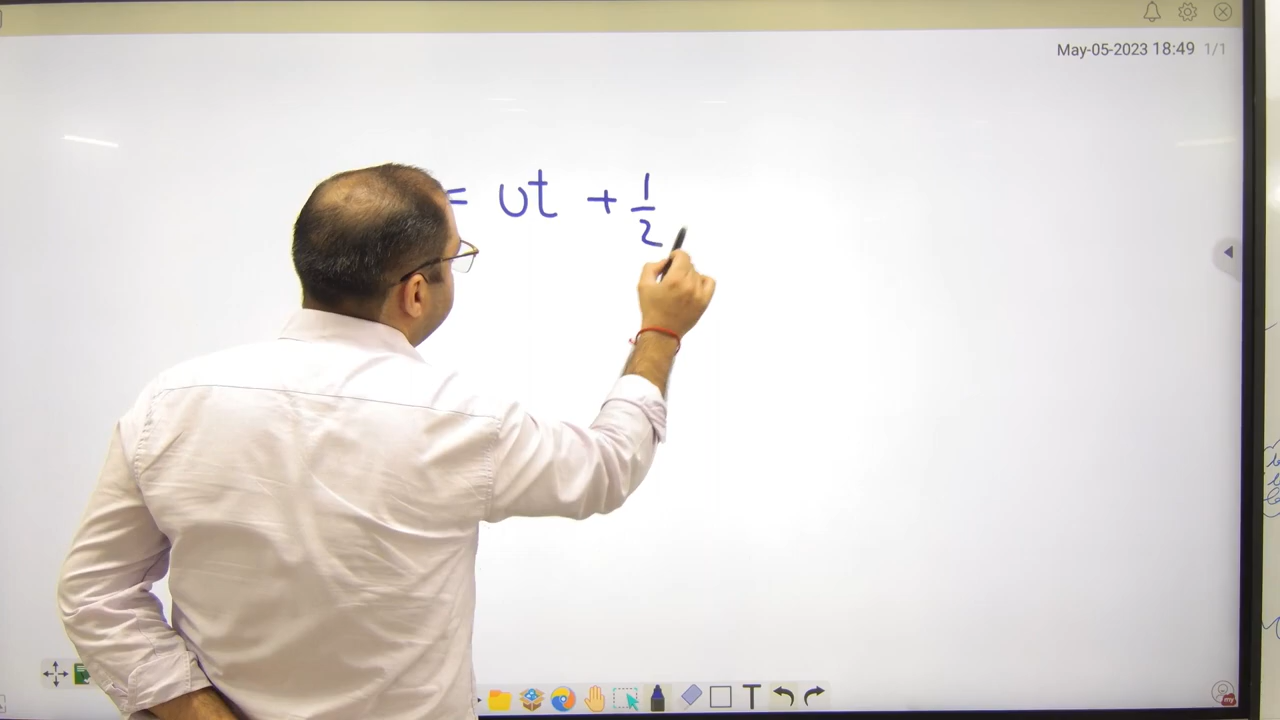 May-05-2023 18:49 1/1
= ut + 1/2
T